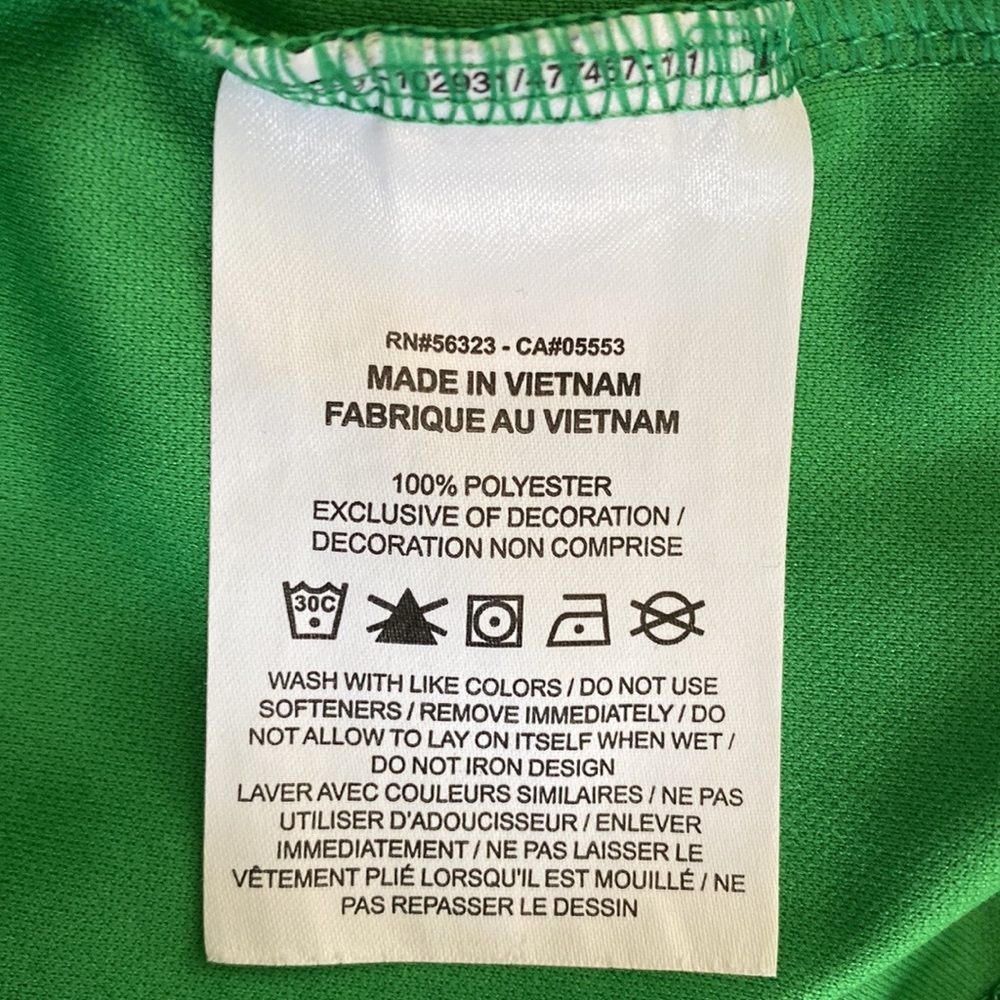 102931/
RN#56323 - CA#05553
MADE IN VIETNAM
FABRIQUE AU VIETNAM
100% POLYESTER
EXCLUSIVE OF DECORATION /
DECORATION NON COMPRISE
30C
WASH WITH LIKE COLORS / DO NOT USE
SOFTENERS / REMOVE IMMEDIATELY / DO
NOT ALLOW TO LAY ON ITSELF WHEN WET /
DO NOT IRON DESIGN
LAVER AVEC COULEURS SIMILAIRES / NE PAS
UTILISER D'ADOUCISSEUR / ENLEVER
IMMEDIATEMENT / NE PAS LAISSER LE
VÊTEMENT PLIÉ LORSQU'IL EST MOUILLÉ / NE
PAS REPASSER LE DESSIN